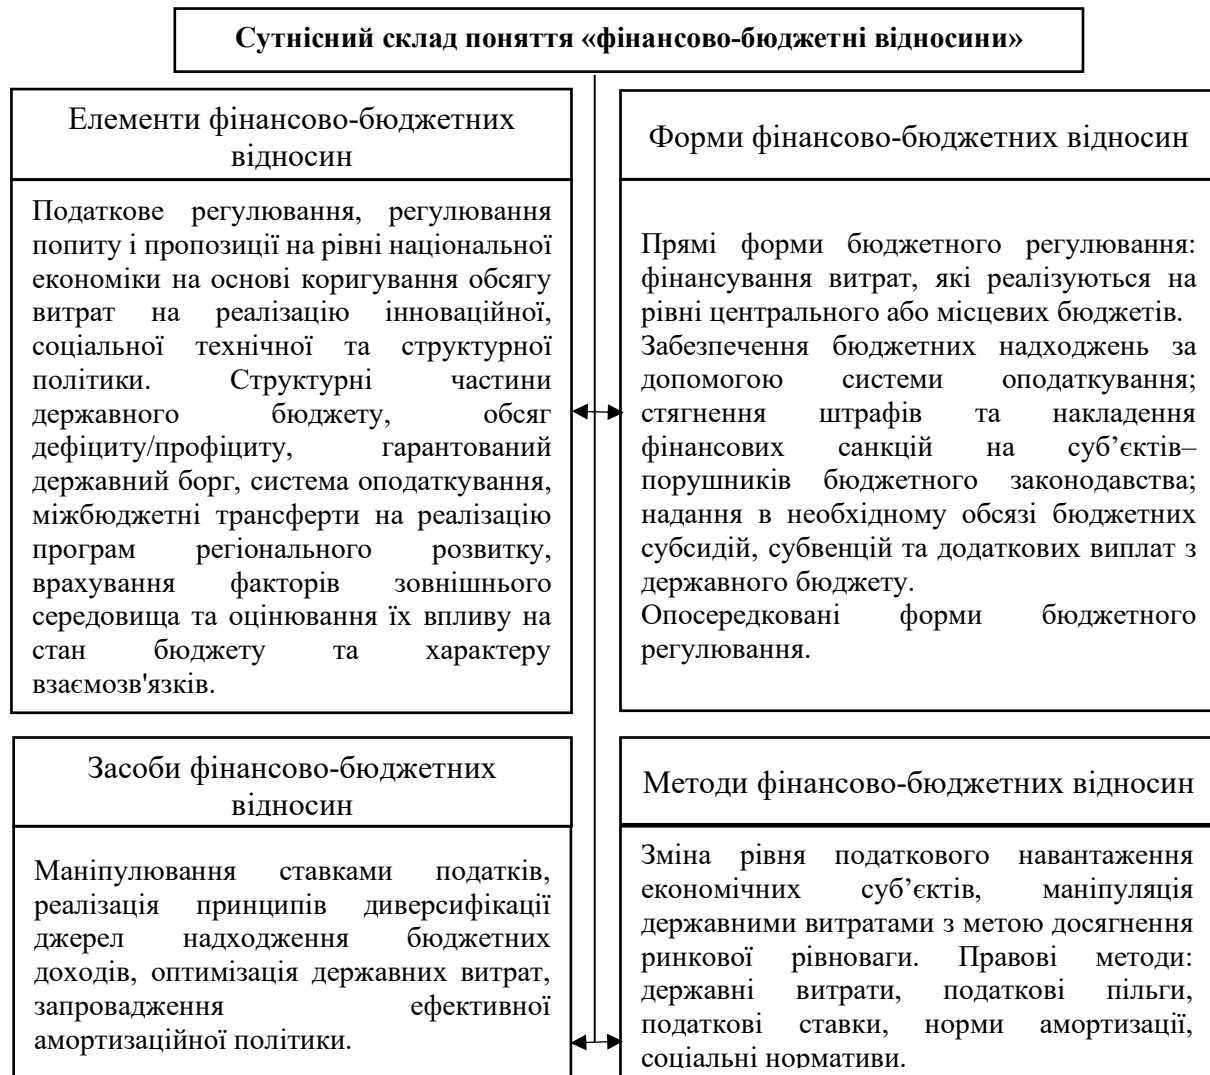 Сутнісний склад поняття «фінансово-бюджетні відносини»
Елементи фінансово-бюджетних
відносин
Податкове регулювання, регулювання
попиту і пропозиції на рівні національної
економіки на основі коригування обсягу
витрат на реалізацію інноваційної,
соціальної технічної та структурної
політики. Структурні частини
державного бюджету, обсяг
дефіциту/профіциту, гарантований
державний борг, система оподаткування,
міжбюджетні трансферти на реалізацію
програм регіонального розвитку,
врахування факторів зовнішнього
середовища та оцінювання їх впливу на
стан бюджету та характеру
взаємозв'язків.
Форми фінансово-бюджетних відносин
Прямі форми бюджетного регулювання:
фінансування витрат, які реалізуються на
рівні центрального або місцевих бюджетів.
Забезпечення бюджетних надходжень за
допомогою системи оподаткування;
стягнення штрафів та накладення
фінансових санкцій на суб’єктів–
порушників бюджетного законодавства;
надання в необхідному обсязі бюджетних
субсидій, субвенцій та додаткових виплат з
державного бюджету.
Опосередковані форми бюджетного
регулювання.
Засоби фінансово-бюджетних
відносин
Маніпулювання ставками податків,
реалізація принципів диверсифікації
джерел надходження бюджетних
доходів, оптимізація державних витрат,
запровадження ефективної
амортизаційної політики.
Методи фінансово-бюджетних відносин
Зміна рівня податкового навантаження
економічних суб’єктів, маніпуляція
державними витратами з метою досягнення
ринкової рівноваги. Правові методи:
державні витрати, податкові пільги,
податкові ставки, норми амортизації,
соціальні нормативи.